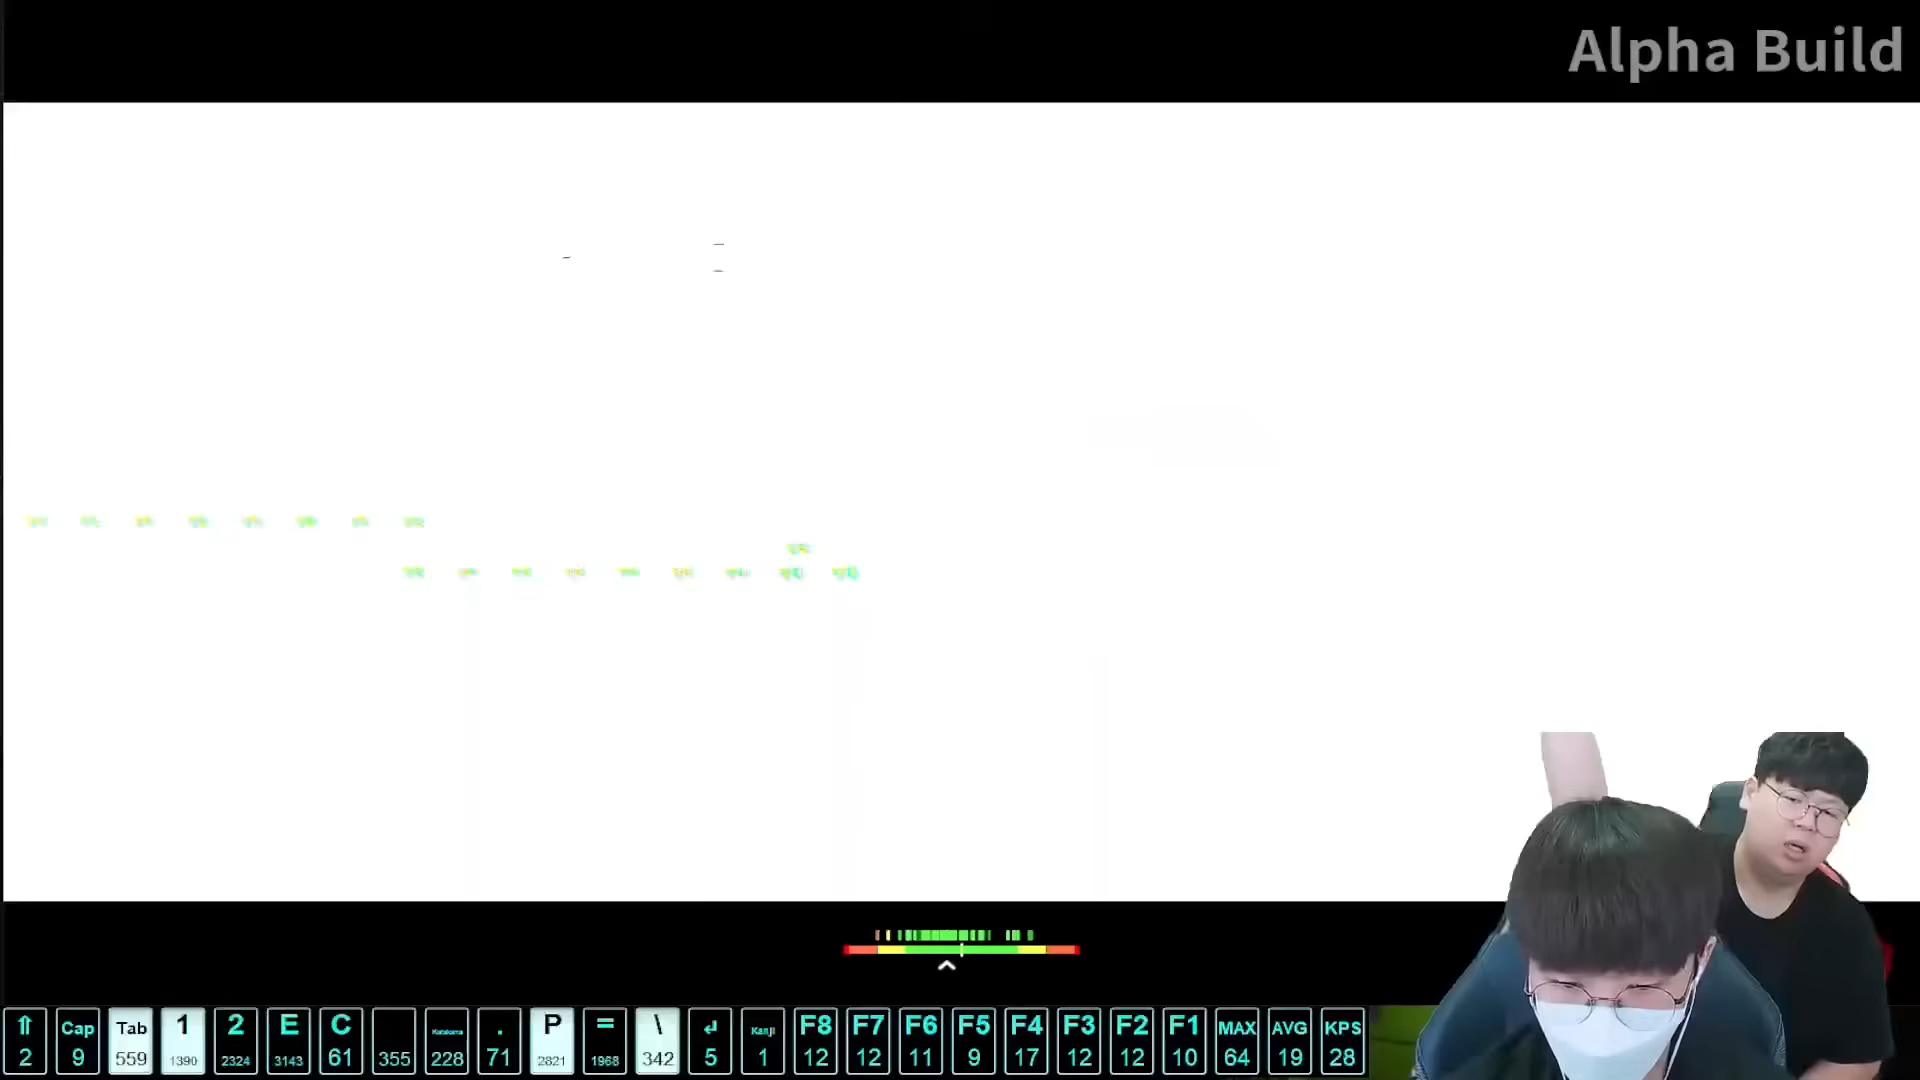 Alpha Build
⇑ Cap Tab 1 2 E C Katakana . P = \ ↲ Kanji F8 F7 F6 F5 F4 F3 F2 F1 MAX AVG KPS
2 9 559 1390 2324 3143 61 355 228 71 2821 1968 342 5 1 12 12 11 9 17 12 12 10 64 19 28